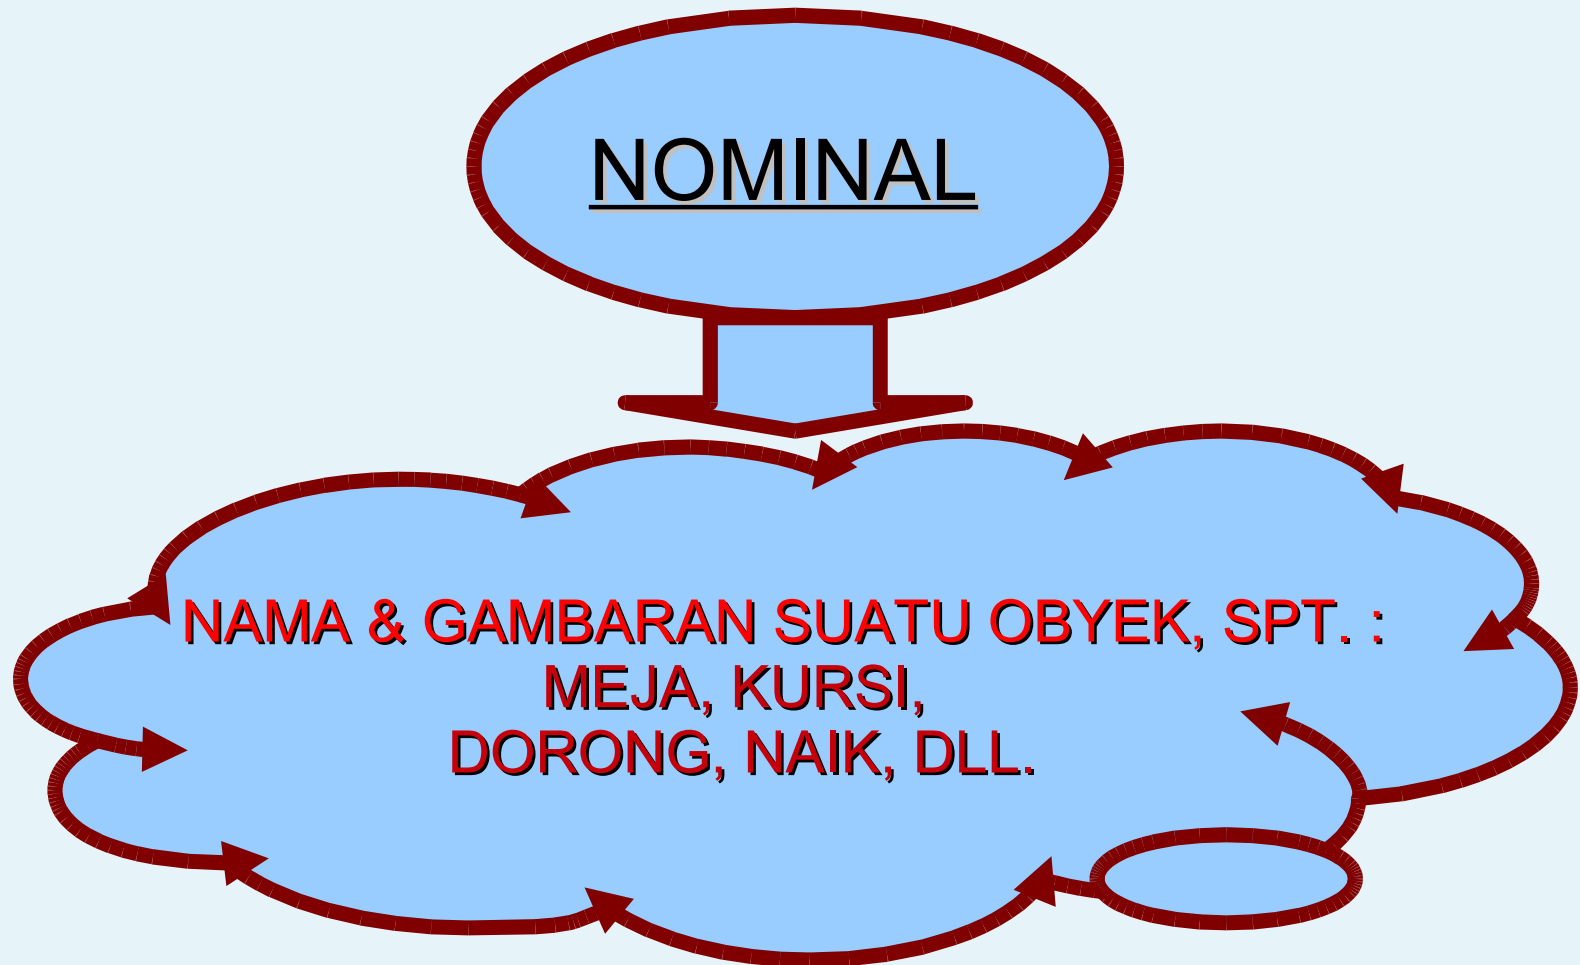 NOMINAL
NAMA & GAMBARAN SUATU OBYEK, SPT. :
MEJA, KURSI,
DORONG, NAIK, DLL.